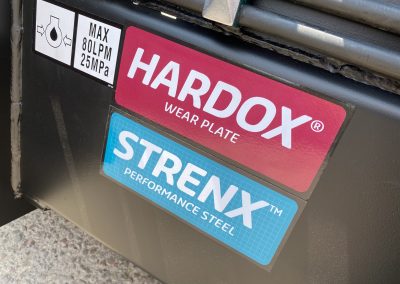 MAX
80LPM
25MPa
HARDOX®
WEAR PLATE
STRENX™
PERFORMANCE STEEL